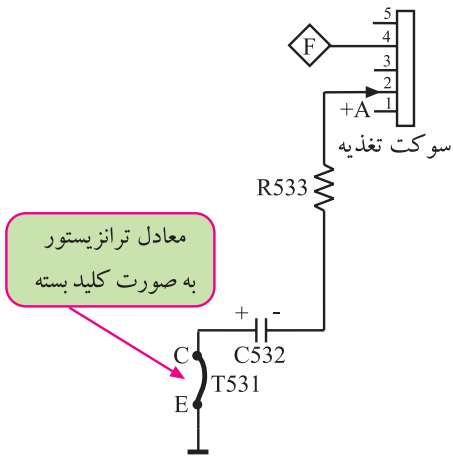 5
F
4
3
2
+A
1
سوکت تغذیه
R533
معادل ترانزیستور
به صورت کلید بسته
+ -
C532
C
T531
E